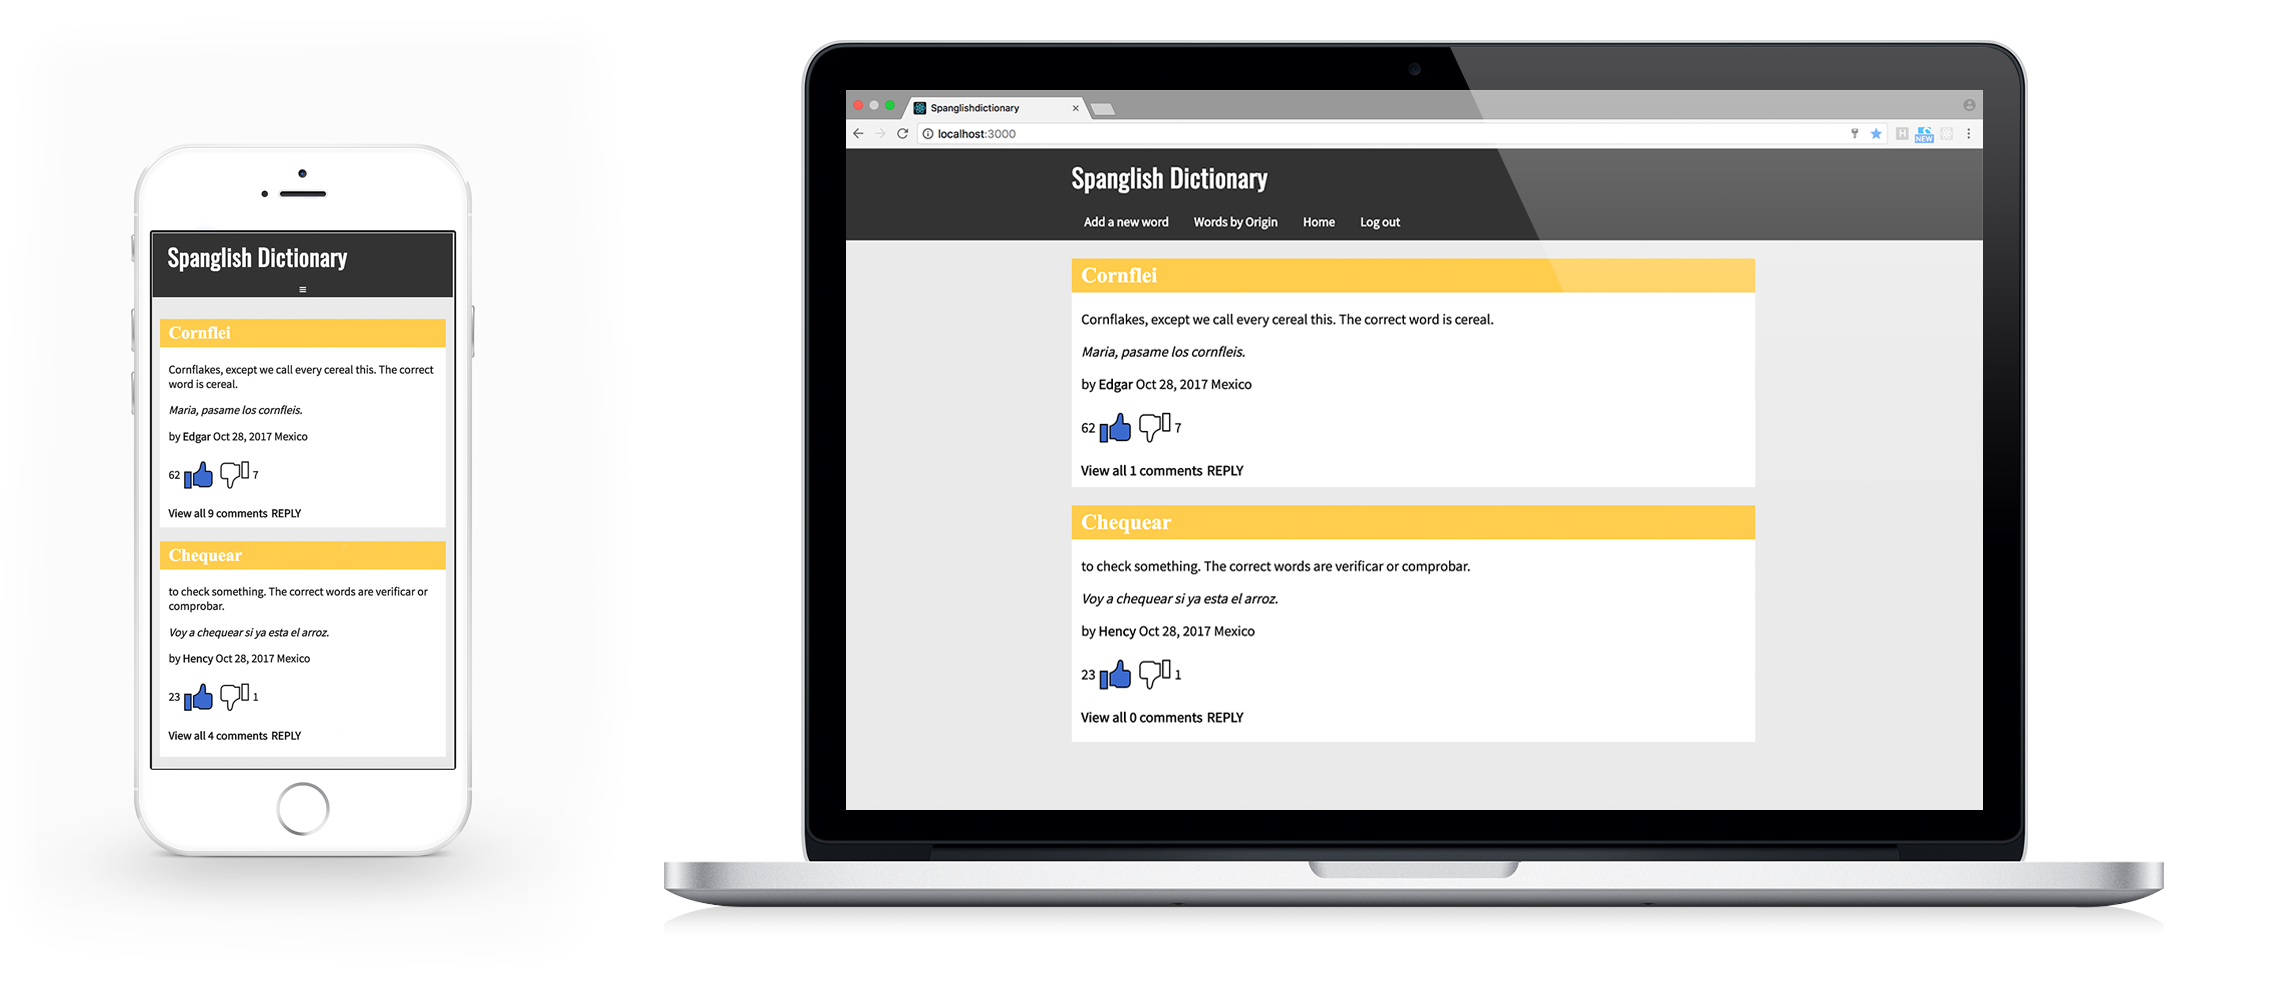 Spanglish Dictionary
Cornflei
Cornflakes, except we call every cereal this. The correct
word is cereal.
Maria, pasame los cornfleis.
by Edgar Oct 28, 2017 Mexico
62 7
View all 9 comments REPLY
Chequear
to check something. The correct words are verificar or
comprobar.
Voy a chequear si ya esta el arroz.
by Hency Oct 28, 2017 Mexico
23 1
View all 4 comments REPLY
Spanglishdictionary
localhost:3000
H NEW
Spanglish Dictionary
Add a new word Words by Origin Home Log out
Cornflei
Cornflakes, except we call every cereal this. The correct word is cereal.
Maria, pasame los cornfleis.
by Edgar Oct 28, 2017 Mexico
62 7
View all 1 comments REPLY
Chequear
to check something. The correct words are verificar or comprobar.
Voy a chequear si ya esta el arroz.
by Hency Oct 28, 2017 Mexico
23 1
View all 0 comments REPLY